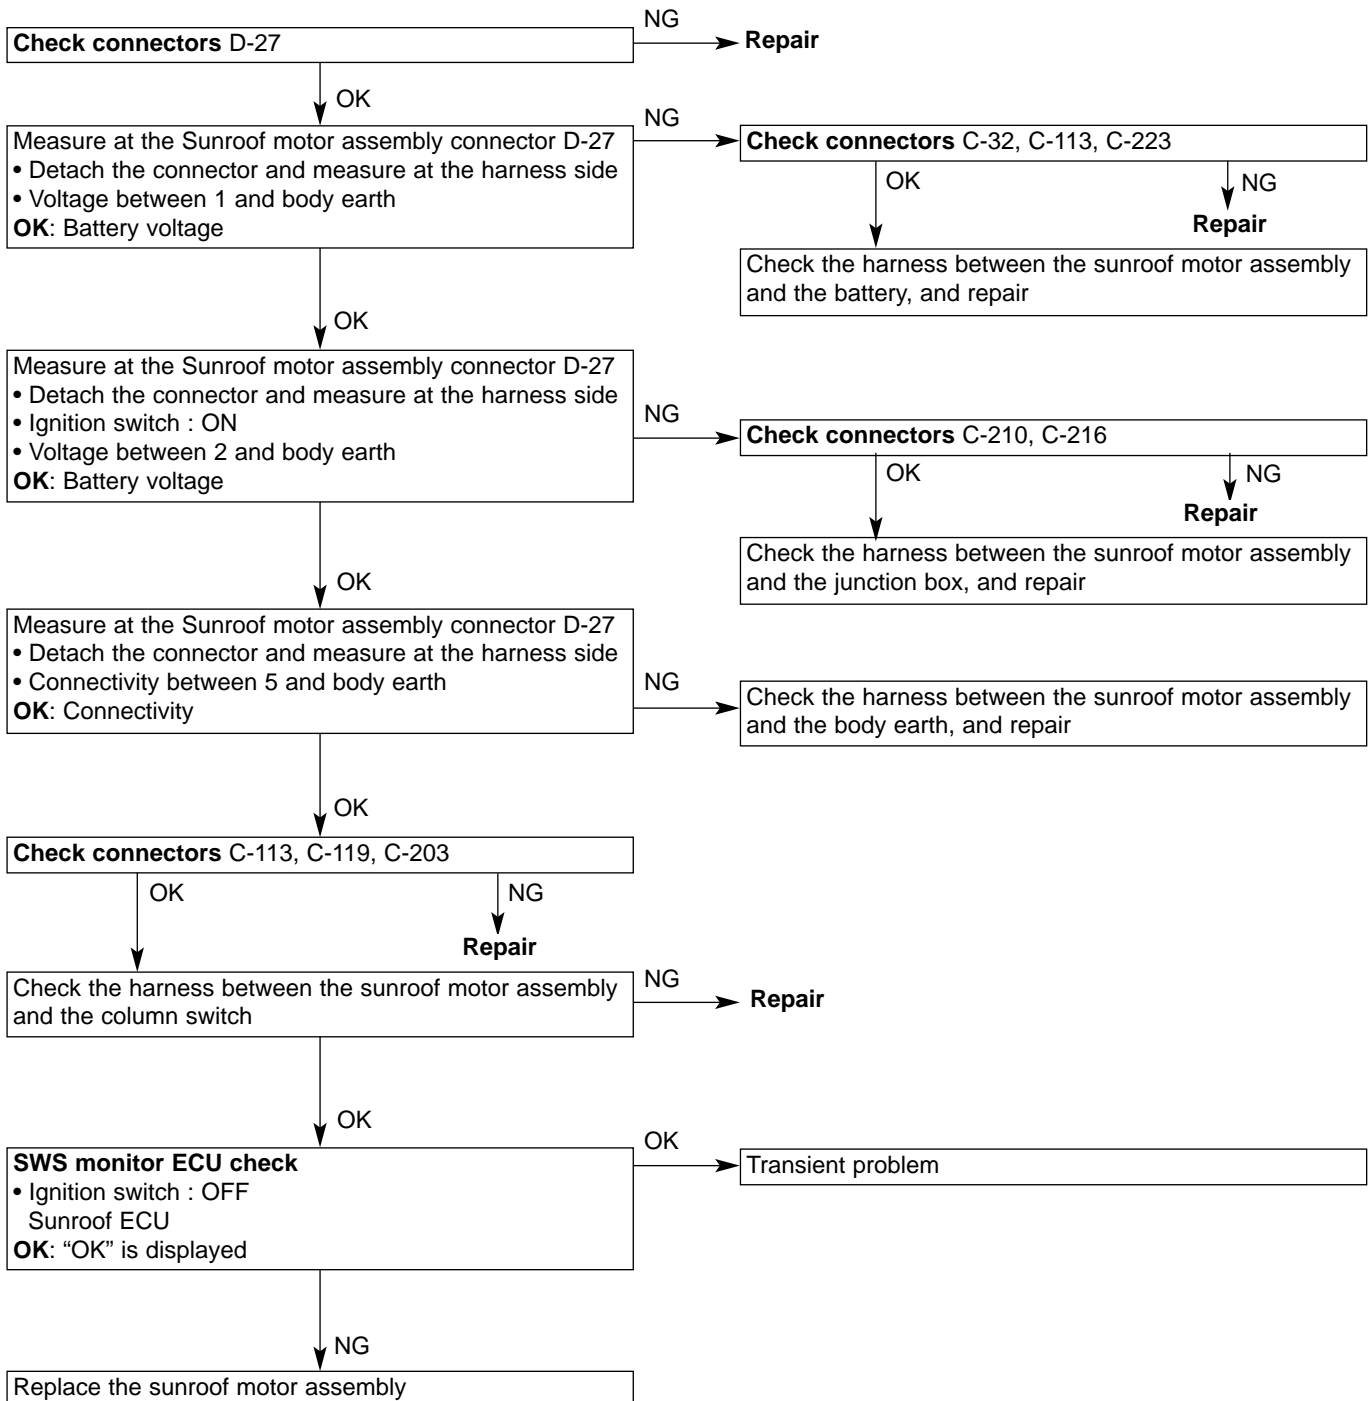 NG
Check connectors D-27
Repair
OK
Measure at the Sunroof motor assembly connector D-27
• Detach the connector and measure at the harness side
• Voltage between 1 and body earth
OK: Battery voltage
NG
Check connectors C-32, C-113, C-223
OK
NG
Repair
Check the harness between the sunroof motor assembly
and the battery, and repair
OK
Measure at the Sunroof motor assembly connector D-27
• Detach the connector and measure at the harness side
• Ignition switch : ON
• Voltage between 2 and body earth
OK: Battery voltage
NG
Check connectors C-210, C-216
OK
NG
Repair
Check the harness between the sunroof motor assembly
and the junction box, and repair
OK
Measure at the Sunroof motor assembly connector D-27
• Detach the connector and measure at the harness side
• Connectivity between 5 and body earth
OK: Connectivity
NG
Check the harness between the sunroof motor assembly
and the body earth, and repair
OK
Check connectors C-113, C-119, C-203
OK
NG
Repair
Check the harness between the sunroof motor assembly
and the column switch
NG
Repair
OK
SWS monitor ECU check
• Ignition switch : OFF
Sunroof ECU
OK: “OK” is displayed
OK
Transient problem
NG
Replace the sunroof motor assembly